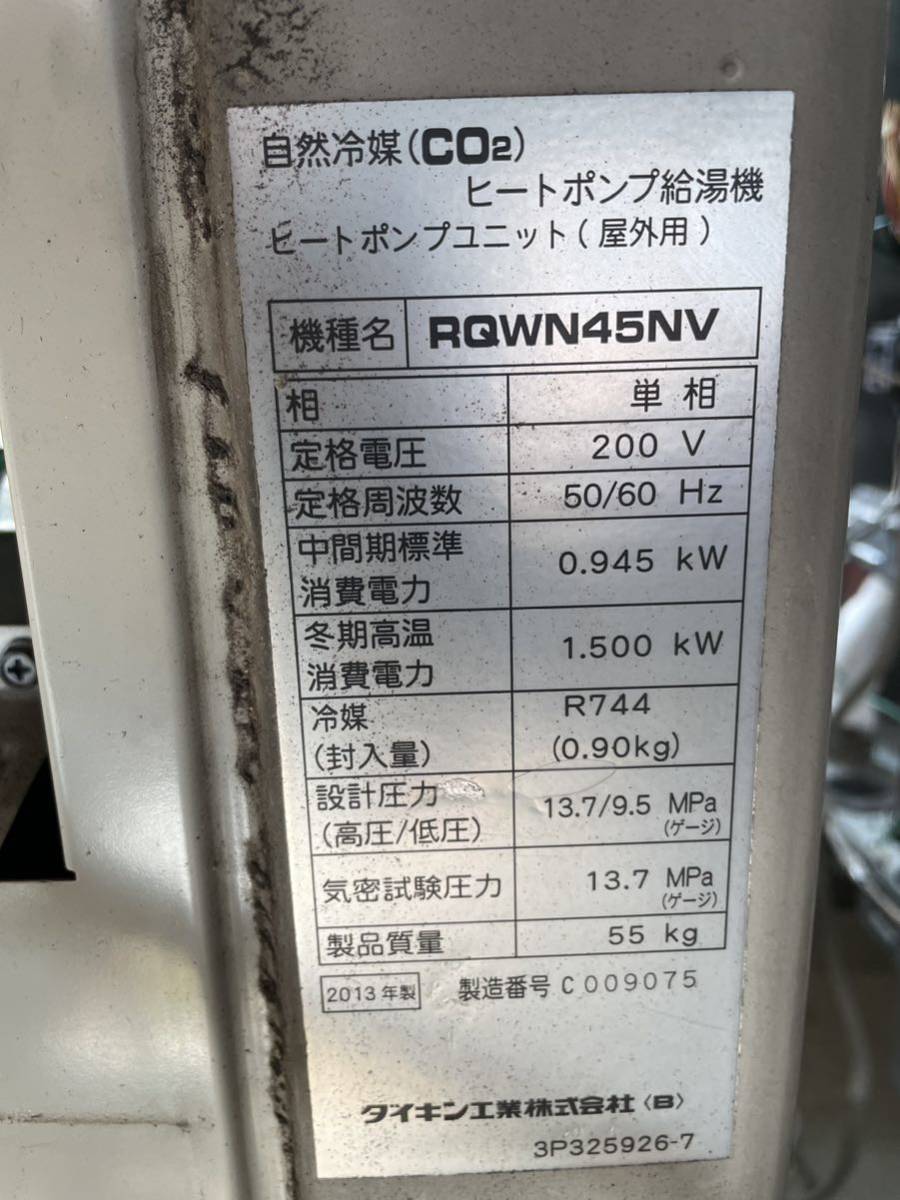 自然冷媒(CO2)
ヒートポンプ給湯機
ヒートポンプユニット(屋外用)
機種名 RQWN45NV
相 単相
定格電圧 200 V
定格周波数 50/60 Hz
中間期標準
消費電力 0.945 kW
冬期高温
消費電力 1.500 kW
冷媒 R744
(封入量) (0.90kg)
設計圧力
(高圧/低圧) 13.7/9.5 MPa
(ゲージ)
気密試験圧力 13.7 MPa
(ゲージ)
製品質量 55 kg
2013年製 製造番号 C009075
ダイキン工業株式会社〈B〉
3P325926-7